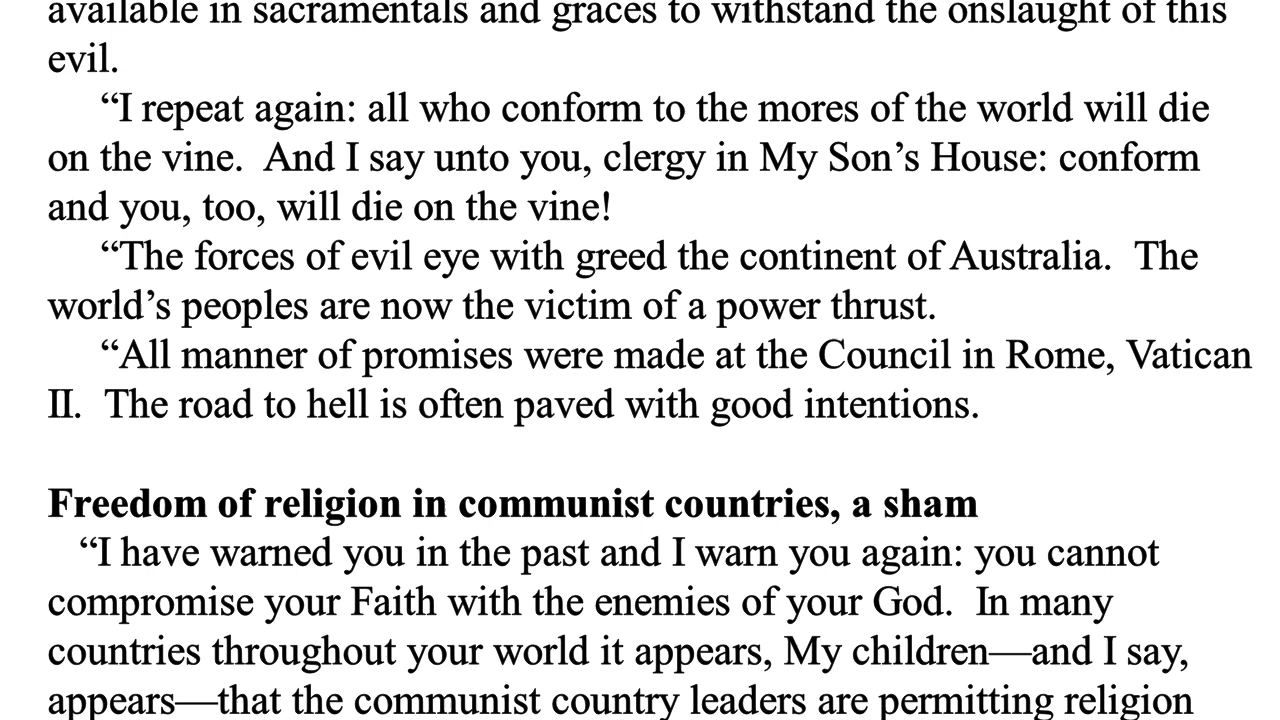 available in sacramentals and graces to withstand the onslaught of this
evil.
“I repeat again: all who conform to the mores of the world will die
on the vine.  And I say unto you, clergy in My Son’s House: conform
and you, too, will die on the vine!
“The forces of evil eye with greed the continent of Australia.  The
world’s peoples are now the victim of a power thrust.
“All manner of promises were made at the Council in Rome, Vatican
II.  The road to hell is often paved with good intentions.
Freedom of religion in communist countries, a sham
“I have warned you in the past and I warn you again: you cannot
compromise your Faith with the enemies of your God.  In many
countries throughout your world it appears, My children—and I say,
appears—that the communist country leaders are permitting religion